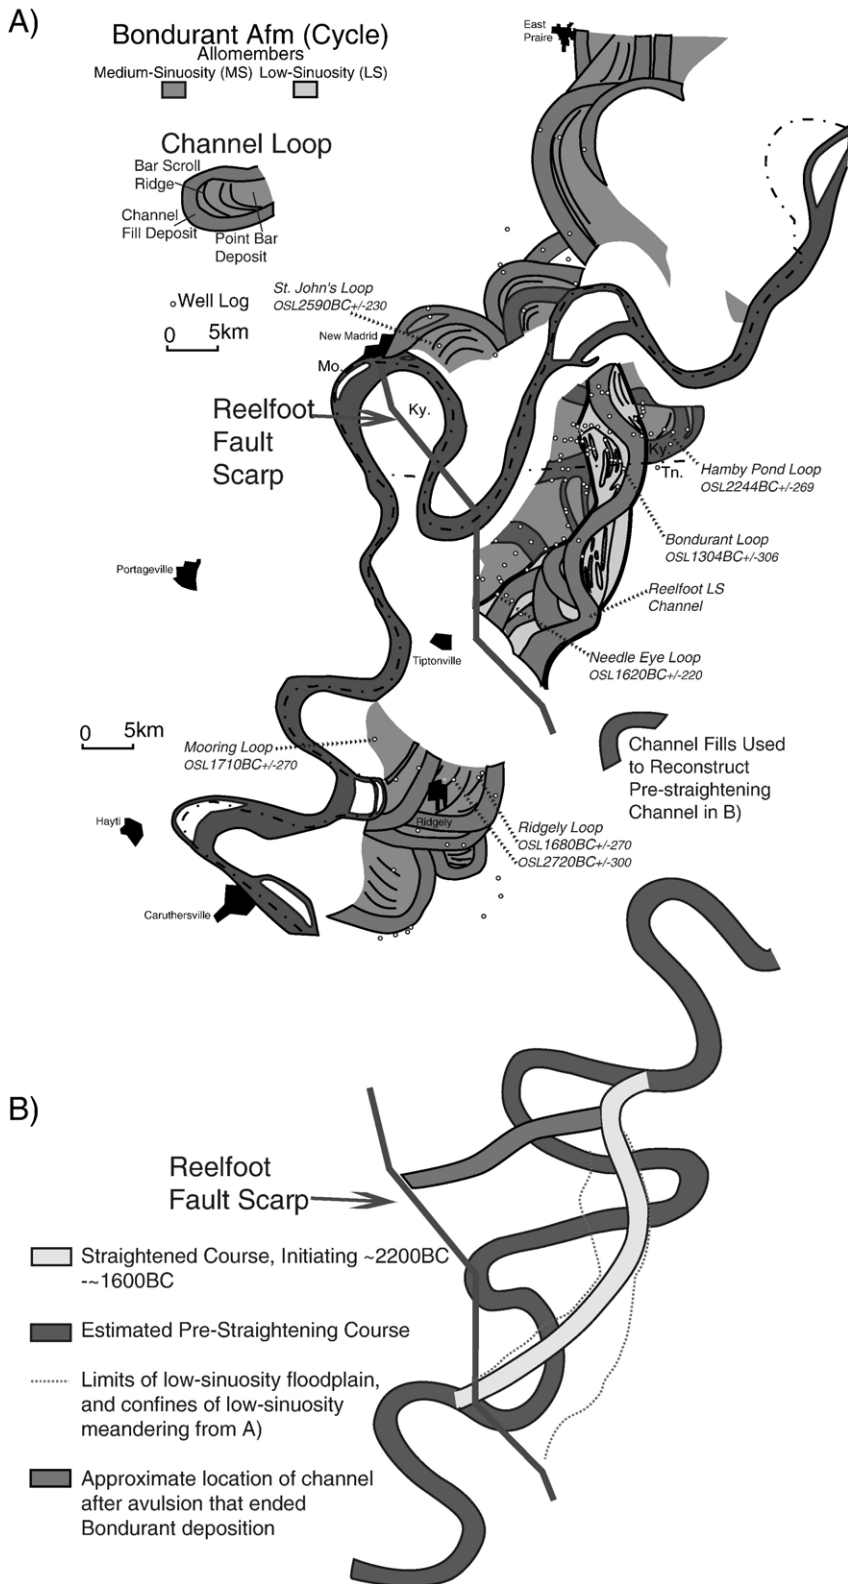 A)
Bondurant Afm (Cycle)
Allomembers
Medium-Sinuosity (MS) Low-Sinuosity (LS)
East
Praire
Channel Loop
Bar Scroll
Ridge
Channel
Fill Deposit
Point Bar
Deposit
Well Log
0 5km
St. John's Loop
OSL2590BC+/-230
New Madrid
Mo.
Ky.
Reelfoot
Fault
Scarp
Ky.
Tn.
Hamby Pond Loop
OSL2244BC+/-269
Bondurant Loop
OSL1304BC+/-306
Portageville
Reelfoot LS
Channel
Tiptonville
Needle Eye Loop
OSL1620BC+/-220
0 5km
Mooring Loop
OSL1710BC+/-270
Channel Fills Used
to Reconstruct
Pre-straightening
Channel in B)
Hayti
Ridgely
Ridgely Loop
OSL1680BC+/-270
OSL2720BC+/-300
Caruthersville
B)
Reelfoot
Fault Scarp
Straightened Course, Initiating ~2200BC
-~1600BC
Estimated Pre-Straightening Course
Limits of low-sinuosity floodplain,
and confines of low-sinuosity
meandering from A)
Approximate location of channel
after avulsion that ended
Bondurant deposition